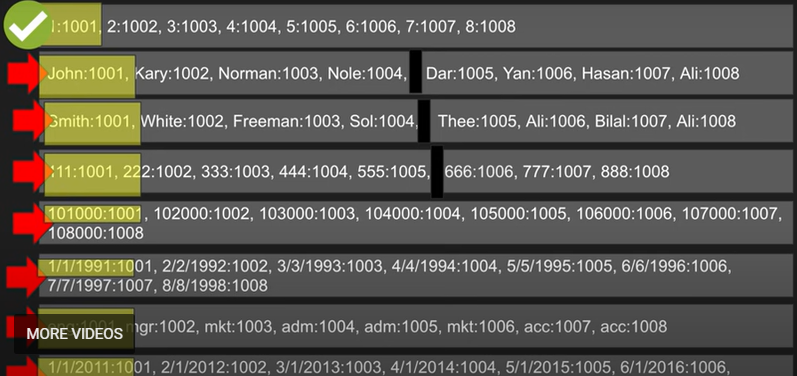 1:1001, 2:1002, 3:1003, 4:1004, 5:1005, 6:1006, 7:1007, 8:1008
John:1001, Kary:1002, Norman:1003, Nole:1004, Dar:1005, Yan:1006, Hasan:1007, Ali:1008
Smith:1001, White:1002, Freeman:1003, Sol:1004, Thee:1005, Ali:1006, Bilal:1007, Ali:1008
111:1001, 222:1002, 333:1003, 444:1004, 555:1005, 666:1006, 777:1007, 888:1008
101000:1001, 102000:1002, 103000:1003, 104000:1004, 105000:1005, 106000:1006, 107000:1007,
108000:1008
1/1/1991:1001, 2/2/1992:1002, 3/3/1993:1003, 4/4/1994:1004, 5/5/1995:1005, 6/6/1996:1006,
7/7/1997:1007, 8/8/1998:1008
mgr:1002, mkt:1003, adm:1004, adm:1005, mkt:1006, acc:1007, acc:1008
MORE VIDEOS
1/1/2011:1001, 2/1/2012:1002, 3/1/2013:1003, 4/1/2014:1004, 5/1/2015:1005, 6/1/2016:1006,